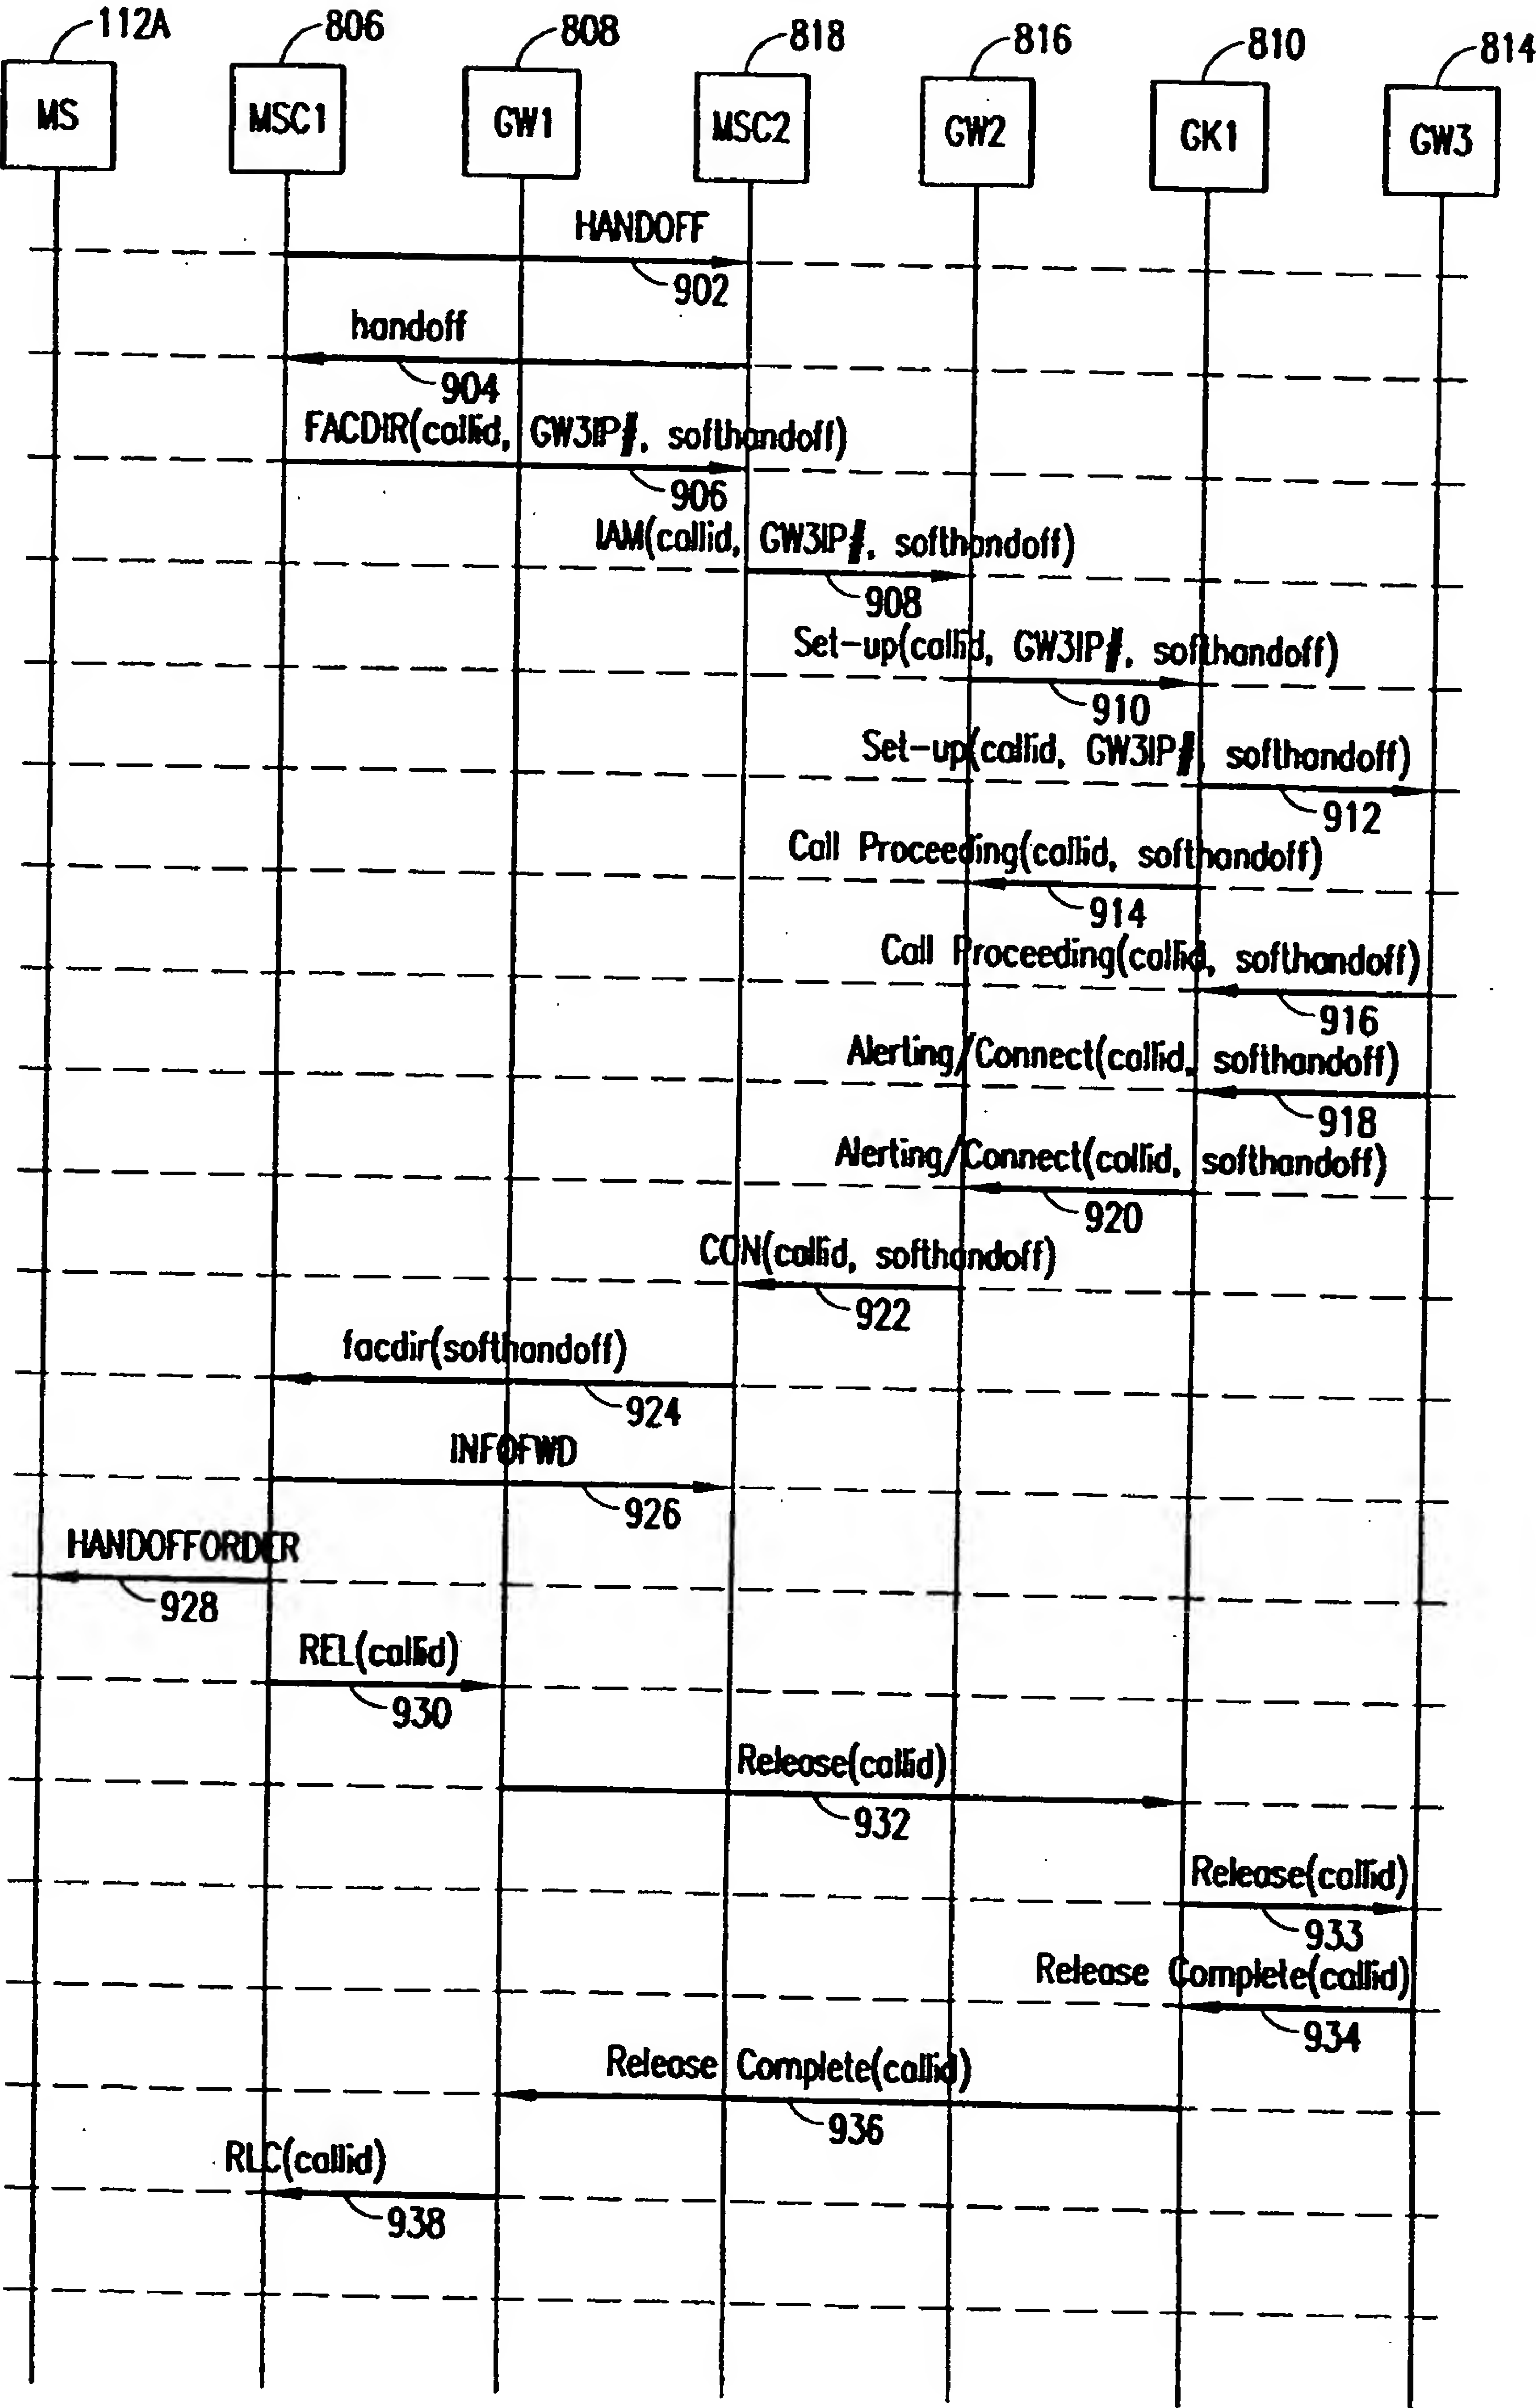 112A 806 808 818 816 810 814
MS MSC1 GW1 MSC2 GW2 GK1 GW3
HANDOFF
902
handoff
904
FACDIR(callid, GW3IP#, softhandoff)
906
IAM(callid, GW3IP#, softhandoff)
908
Set-up(callid, GW3IP#, softhandoff)
910
Set-up(callid, GW3IP#, softhandoff)
912
Call Proceeding(callid, softhandoff)
914
Call Proceeding(callid, softhandoff)
916
Alerting/Connect(callid, softhandoff)
918
Alerting/Connect(callid, softhandoff)
920
CON(callid, softhandoff)
922
facdir(softhandoff)
924
INFOFWD
926
HANDOFFORDER
928
REL(callid)
930
Release(callid)
932
Release(callid)
933
Release Complete(callid)
934
Release Complete(callid)
936
RLC(callid)
938